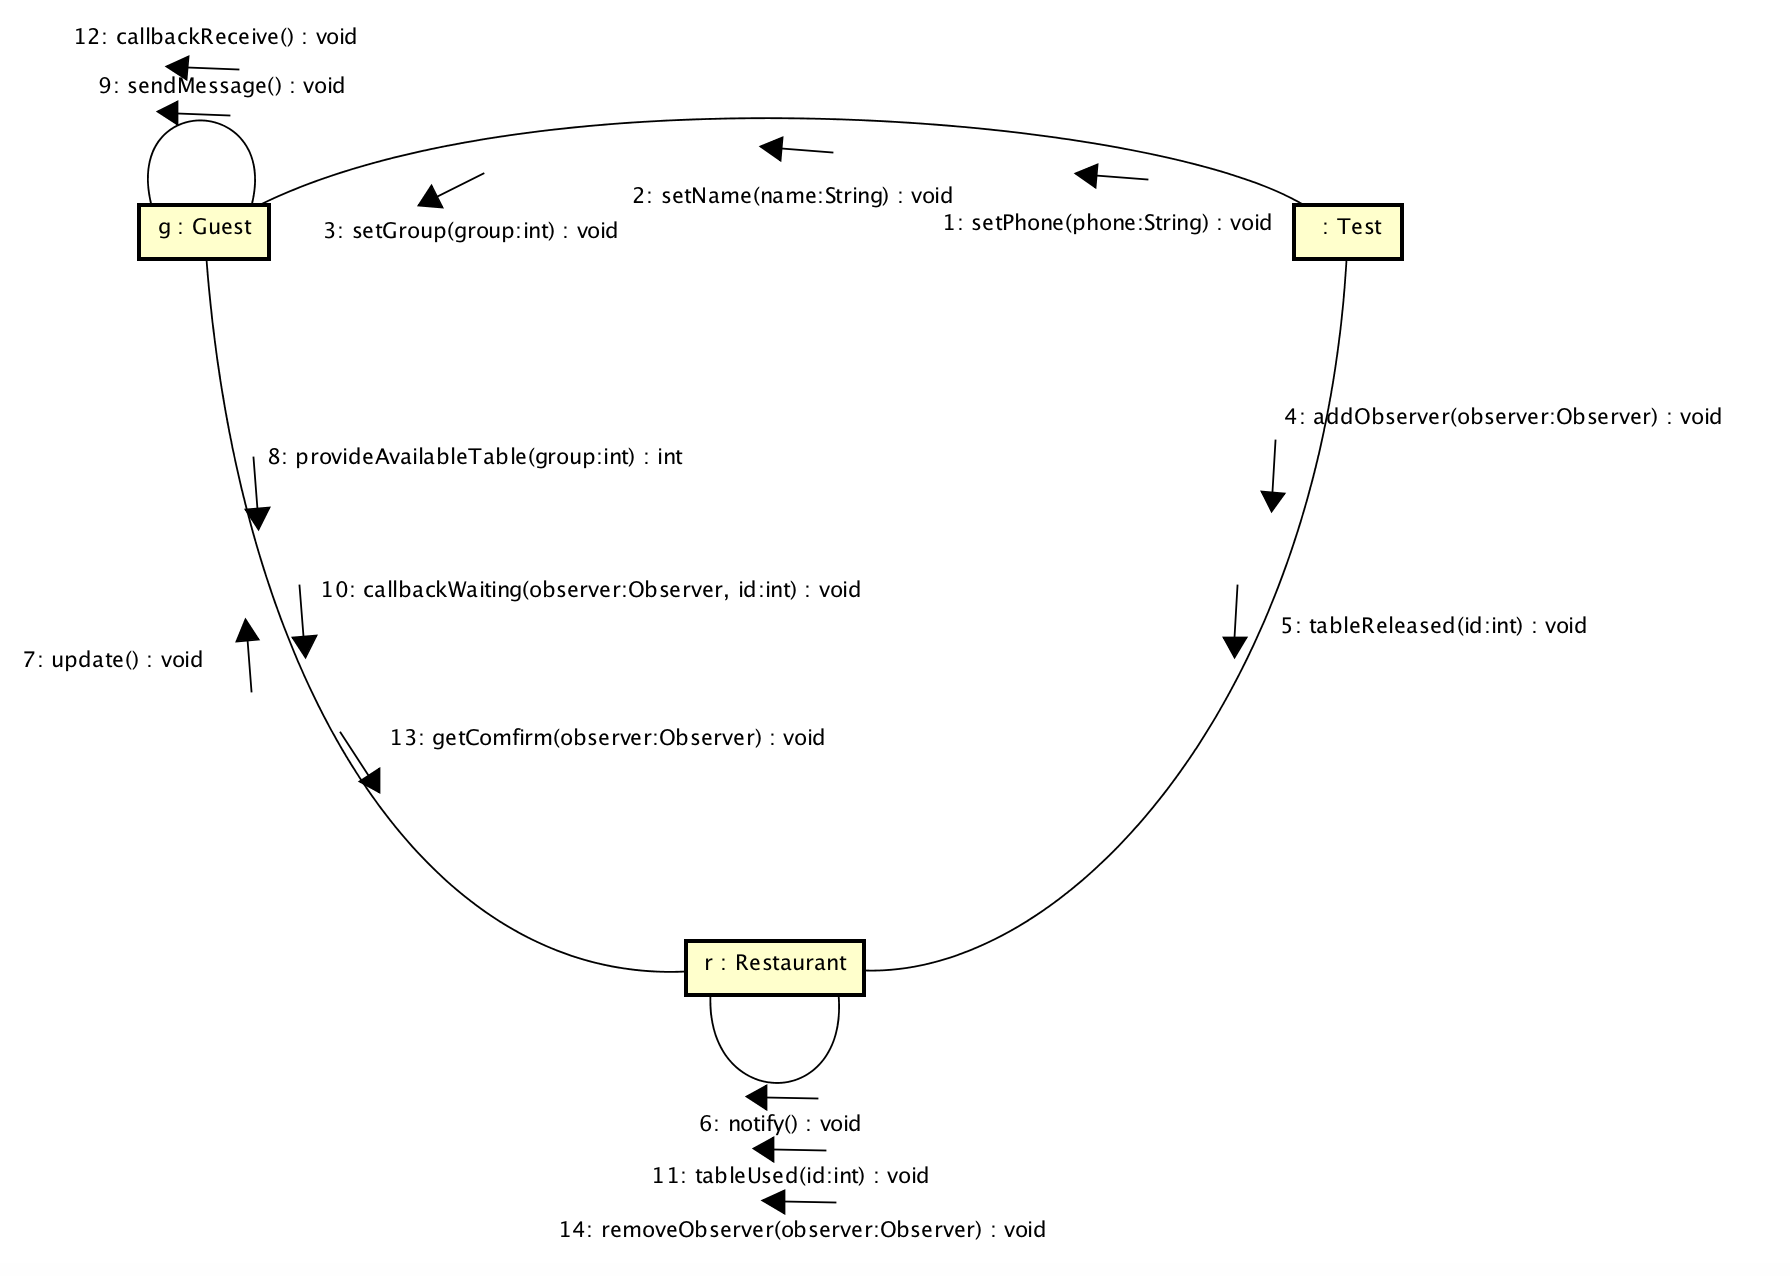 12: callbackReceive() : void
9: sendMessage() : void
2: setName(name:String) : void
1: setPhone(phone:String) : void
3: setGroup(group:int) : void
g : Guest
: Test
4: addObserver(observer:Observer) : void
8: provideAvailableTable(group:int) : int
10: callbackWaiting(observer:Observer, id:int) : void
5: tableReleased(id:int) : void
7: update() : void
13: getComfirm(observer:Observer) : void
r : Restaurant
6: notify() : void
11: tableUsed(id:int) : void
14: removeObserver(observer:Observer) : void